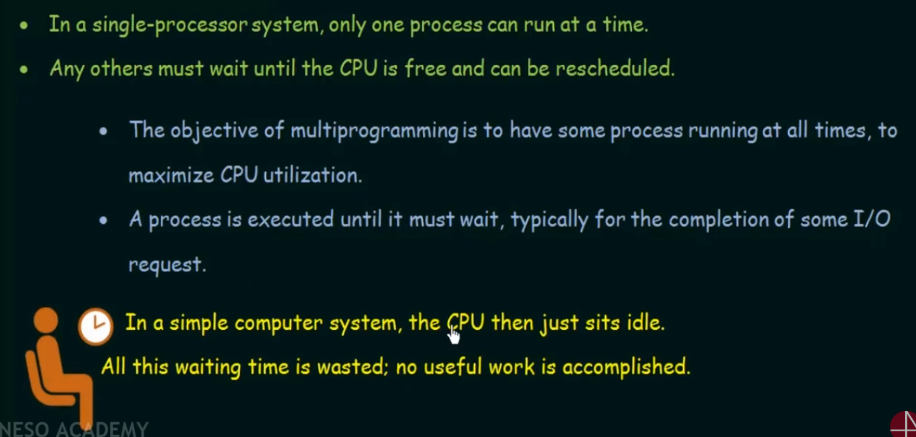 • In a single-processor system, only one process can run at a time.
• Any others must wait until the CPU is free and can be rescheduled.
• The objective of multiprogramming is to have some process running at all times, to
maximize CPU utilization.
• A process is executed until it must wait, typically for the completion of some I/O
request.
In a simple computer system, the CPU then just sits idle.
All this waiting time is wasted; no useful work is accomplished.
NESO ACADEMY
N